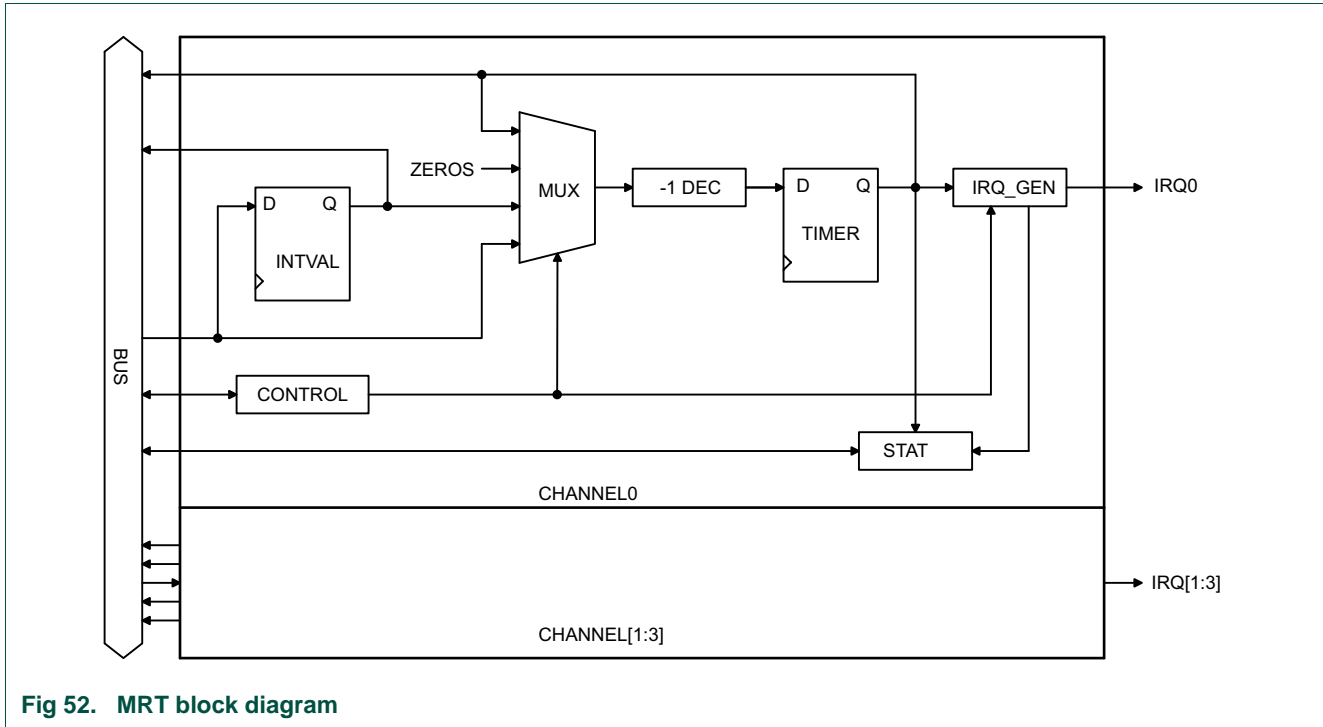 ZEROS
MUX
-1 DEC
D Q
TIMER
IRQ_GEN
IRQ0
D Q
INTVAL
BUS
CONTROL
STAT
CHANNEL0
IRQ[1:3]
CHANNEL[1:3]
Fig 52. MRT block diagram